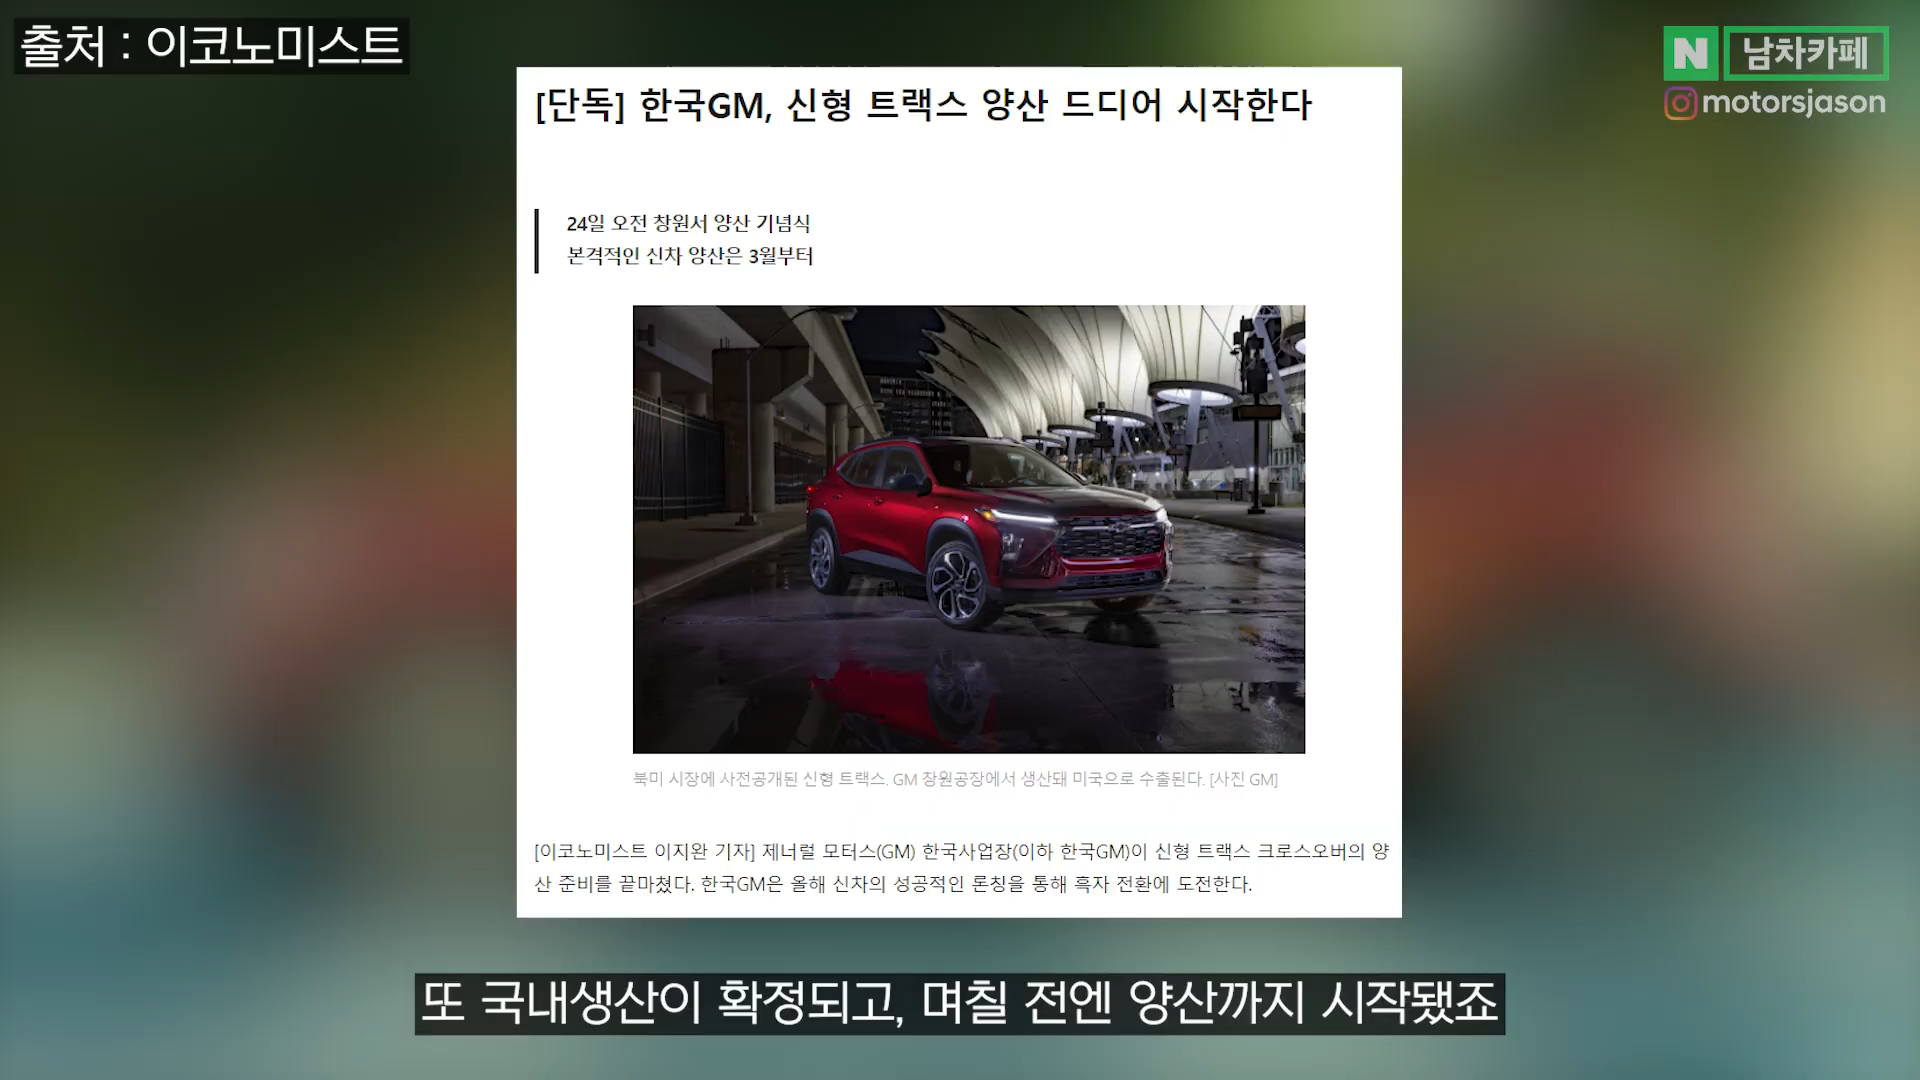 출처 : 이코노미스트
N 남차카페
motorsjason
[단독] 한국GM, 신형 트랙스 양산 드디어 시작한다
24일 오전 창원서 양산 기념식
본격적인 신차 양산은 3월부터
북미 시장에 사전공개된 신형 트랙스. GM 창원공장에서 생산돼 미국으로 수출된다. [사진 GM]
[이코노미스트 이지완 기자] 제너럴 모터스(GM) 한국사업장(이하 한국GM)이 신형 트랙스 크로스오버의 양
산 준비를 끝마쳤다. 한국GM은 올해 신차의 성공적인 론칭을 통해 흑자 전환에 도전한다.
또 국내생산이 확정되고, 며칠 전엔 양산까지 시작됐죠